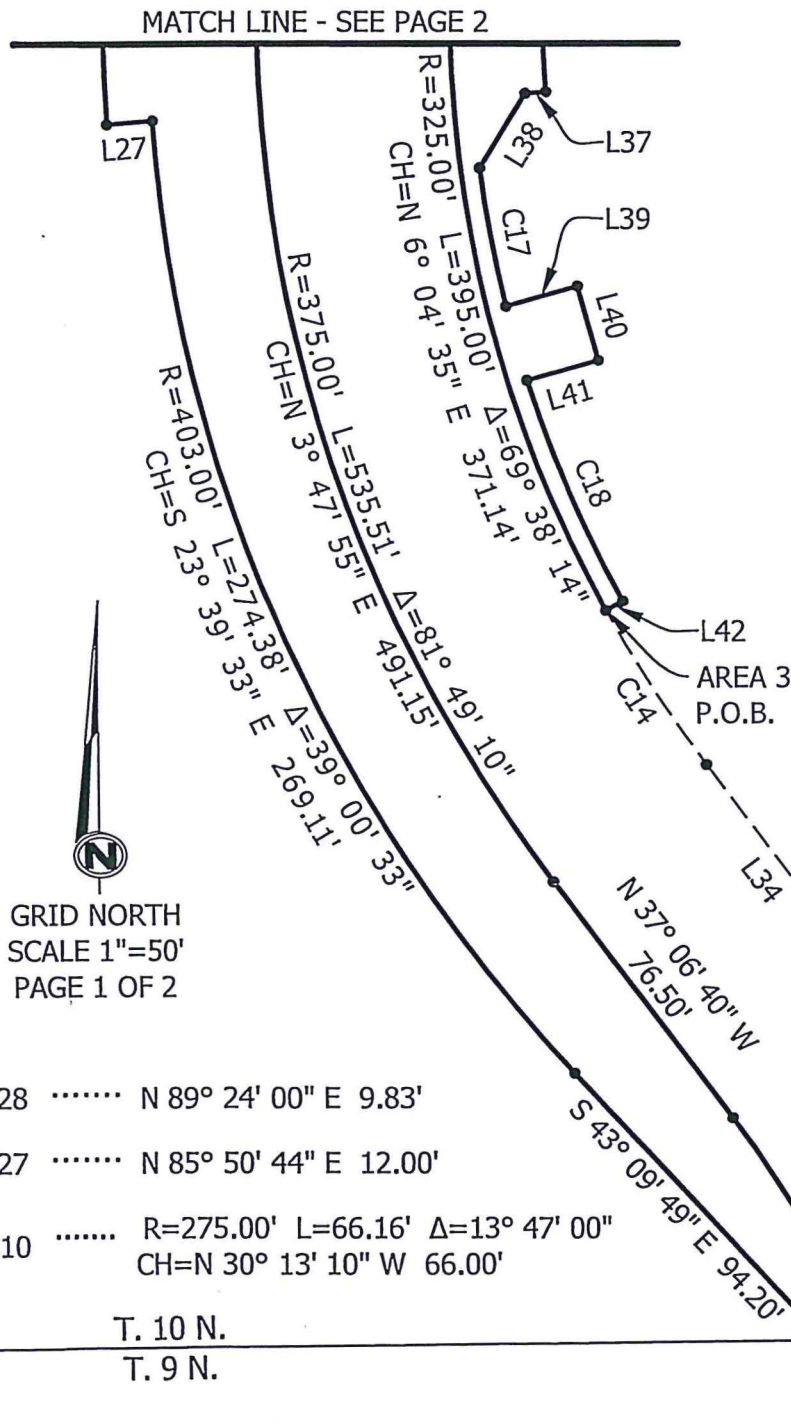 MATCH LINE - SEE PAGE 2
L27
L38
L37
C17
L39
L40
L41
C18
R=325.00' L=395.00' Δ=69° 38' 14"
CH=N 6° 04' 35" E 371.14'
R=375.00' L=535.51' Δ=81° 49' 10"
CH=N 3° 47' 55" E 491.15'
R=403.00' L=274.38' Δ=39° 00' 33"
CH=S 23° 39' 33" E 269.11'
L42
AREA 3
P.O.B.
C14
L34
N
GRID NORTH
SCALE 1"=50'
PAGE 1 OF 2
N 37° 06' 40" W
76.50'
S 43° 09' 49" E 94.20'
28 ....... N 89° 24' 00" E 9.83'
27 ....... N 85° 50' 44" E 12.00'
10 ....... R=275.00' L=66.16' Δ=13° 47' 00"
CH=N 30° 13' 10" W 66.00'
T. 10 N.
T. 9 N.